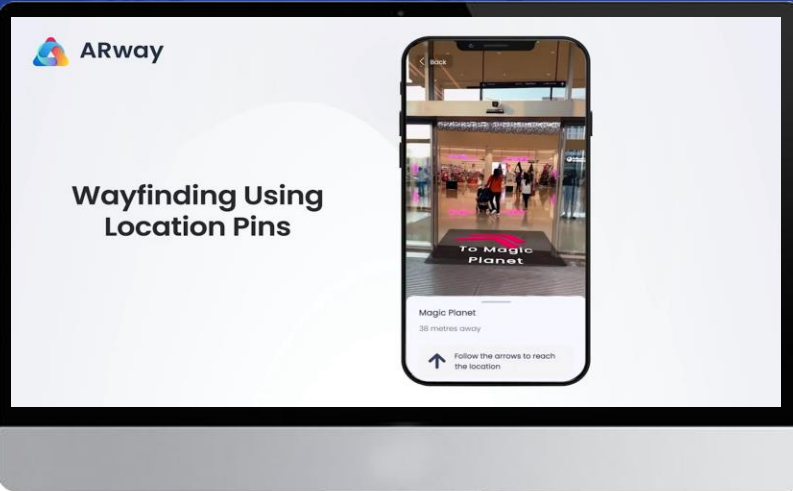 ARway
Wayfinding Using
Location Pins
Back
To Magic
Planet
Magic Planet
38 metres away
Follow the arrows to reach
the location